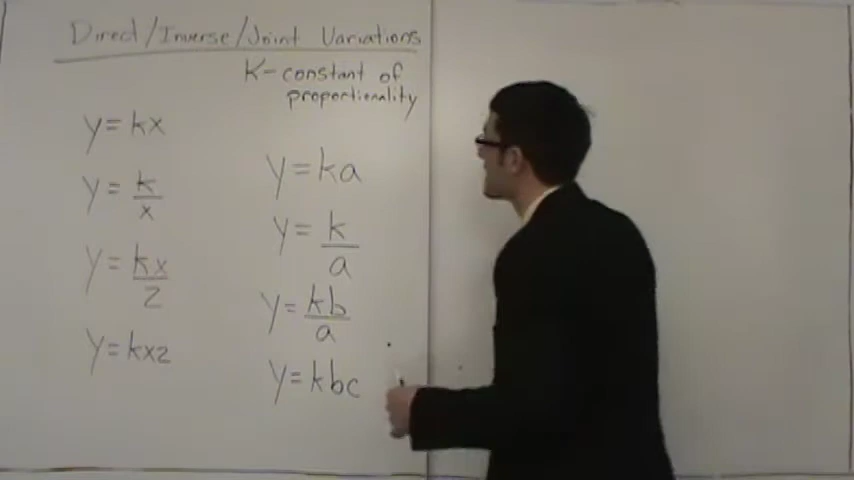 Direct/Inverse/Joint Variations
K-constant of
proportionality
y=kx
y=k/x
y=kx/z
y=kxz
y=ka
y=k/a
y=kb/a
y=kbc